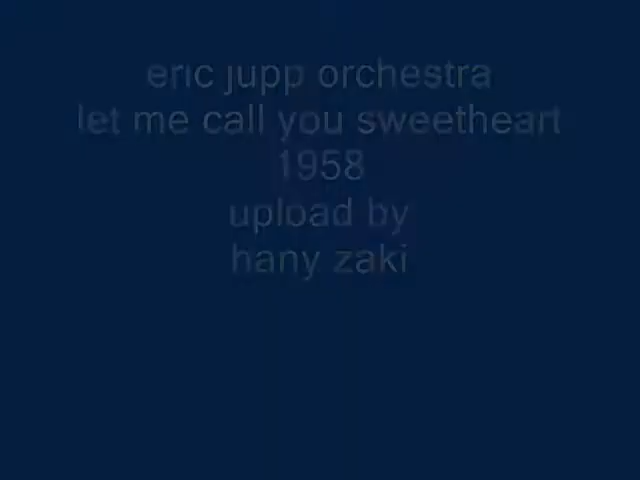 eric jupp orchestra
let me call you sweetheart
1958
upload by
hany zaki